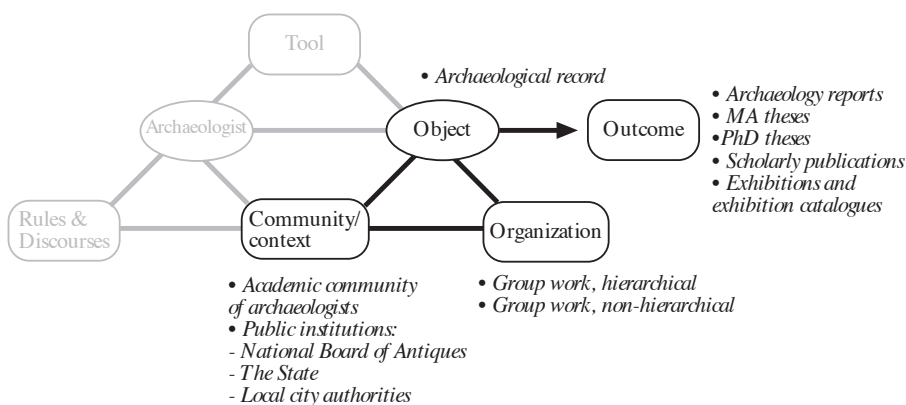 Tool
• Archaeological record
Archaeologist
Object
Outcome
• Archaeology reports
• MA theses
•PhD theses
• Scholarly publications
• Exhibitions and
exhibition catalogues
Rules &
Discourses
Community/
context
Organization
• Academic community
of archaeologists
• Public institutions:
- National Board of Antiques
- The State
- Local city authorities
• Group work, hierarchical
• Group work, non-hierarchical